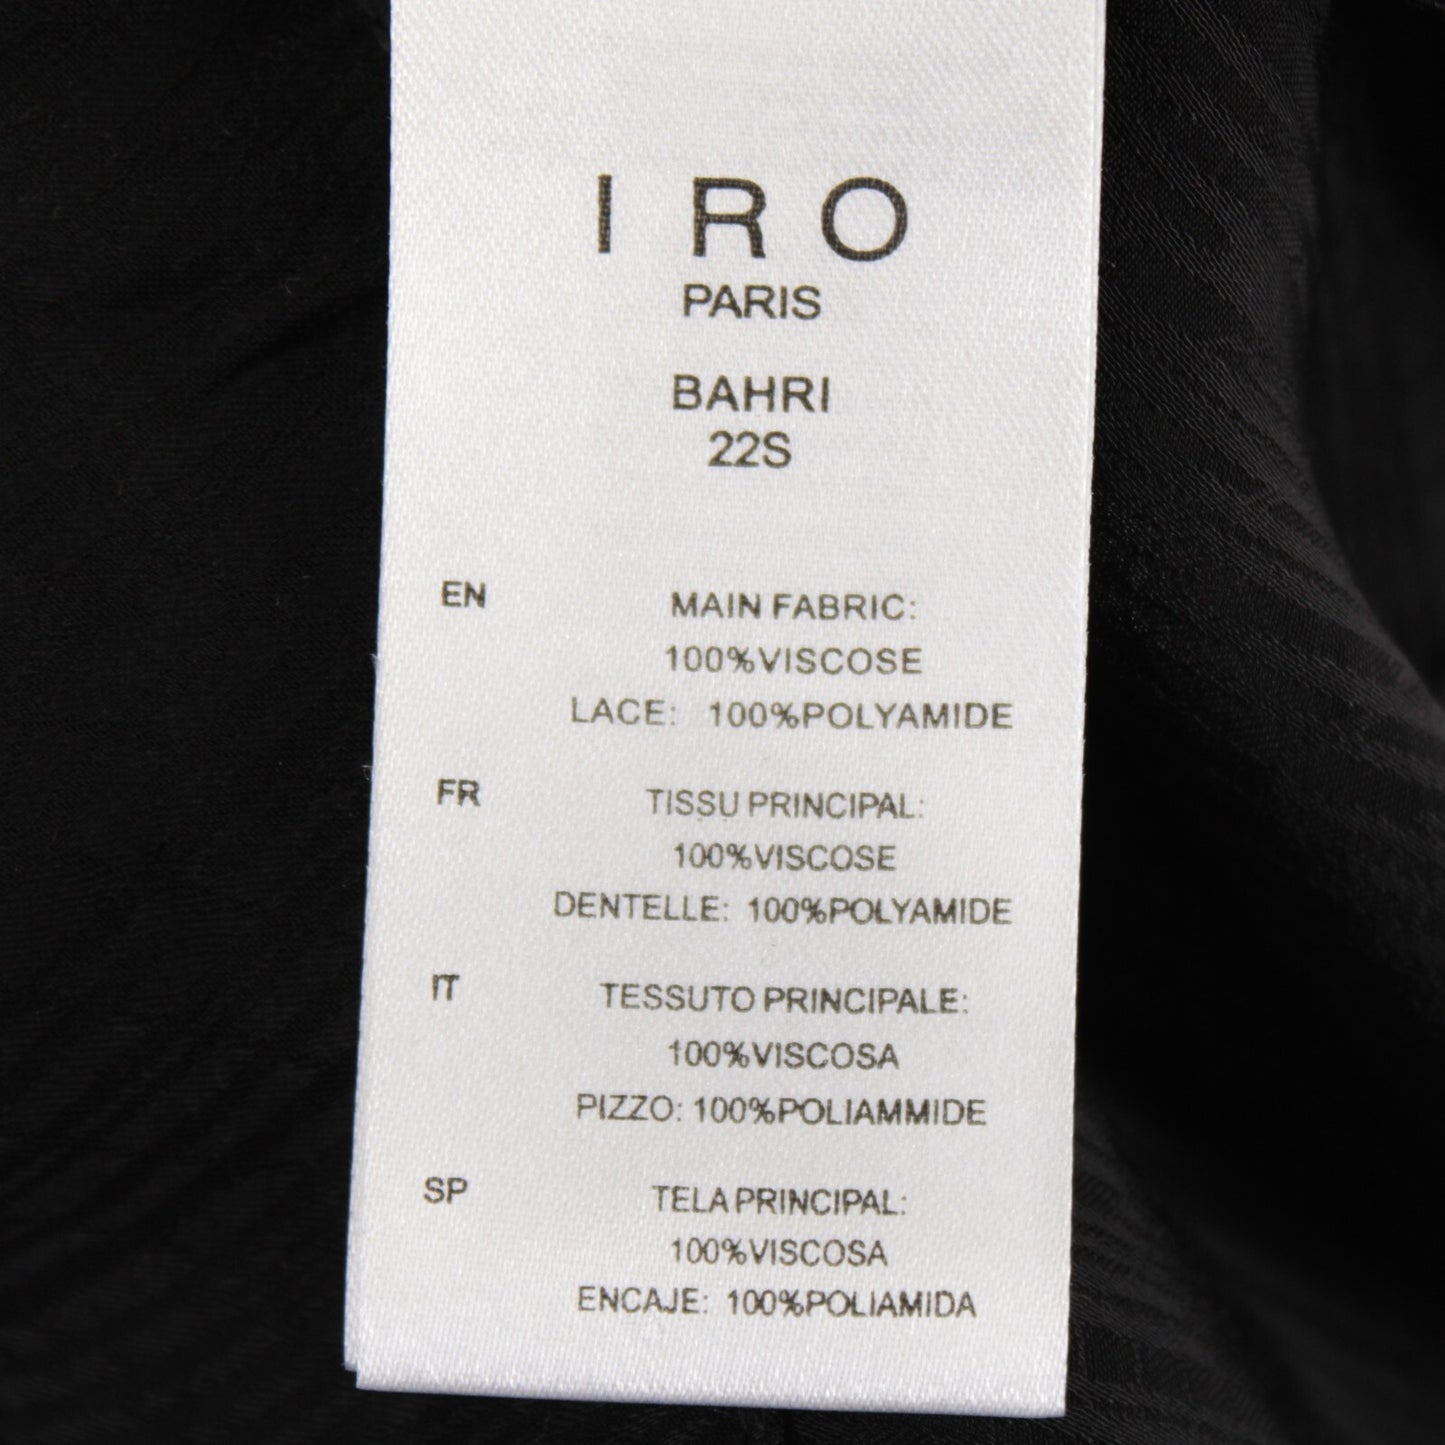 IRO
PARIS
BAHRI
22S
EN MAIN FABRIC:
100%VISCOSE
LACE: 100%POLYAMIDE
FR TISSU PRINCIPAL:
100%VISCOSE
DENTELLE: 100%POLYAMIDE
IT TESSUTO PRINCIPALE:
100%VISCOSA
PIZZO: 100%POLIAMMIDE
SP TELA PRINCIPAL:
100%VISCOSA
ENCAJE: 100%POLIAMIDA